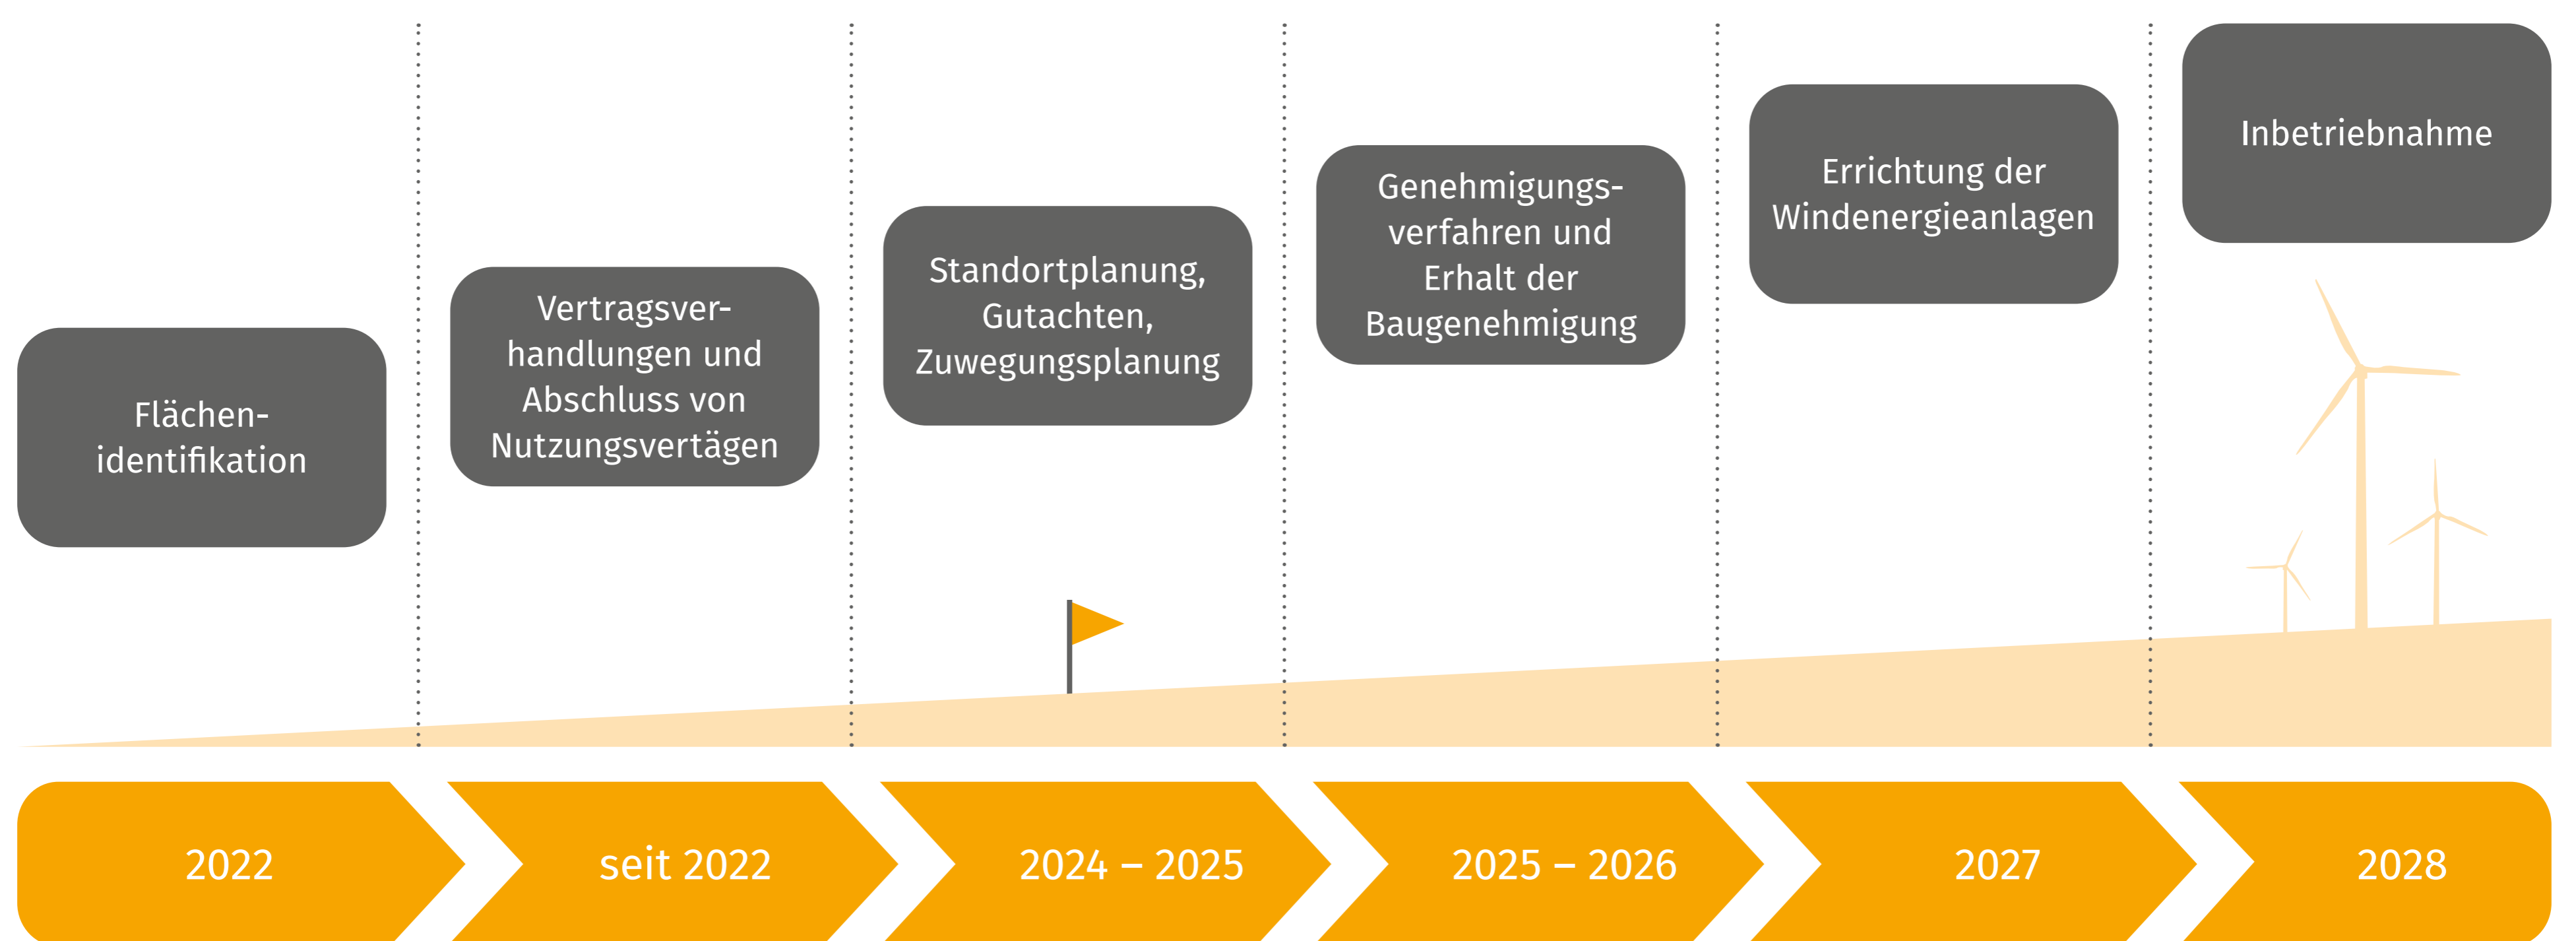 Flächen-
identifikation
Vertragsver-
handlungen und
Abschluss von
Nutzungsvertägen
Standortplanung,
Gutachten,
Zuwegungsplanung
Genehmigungs-
verfahren und
Erhalt der
Baugenehmigung
Errichtung der
Windenergieanlagen
Inbetriebnahme
2022
seit 2022
2024 – 2025
2025 – 2026
2027
2028